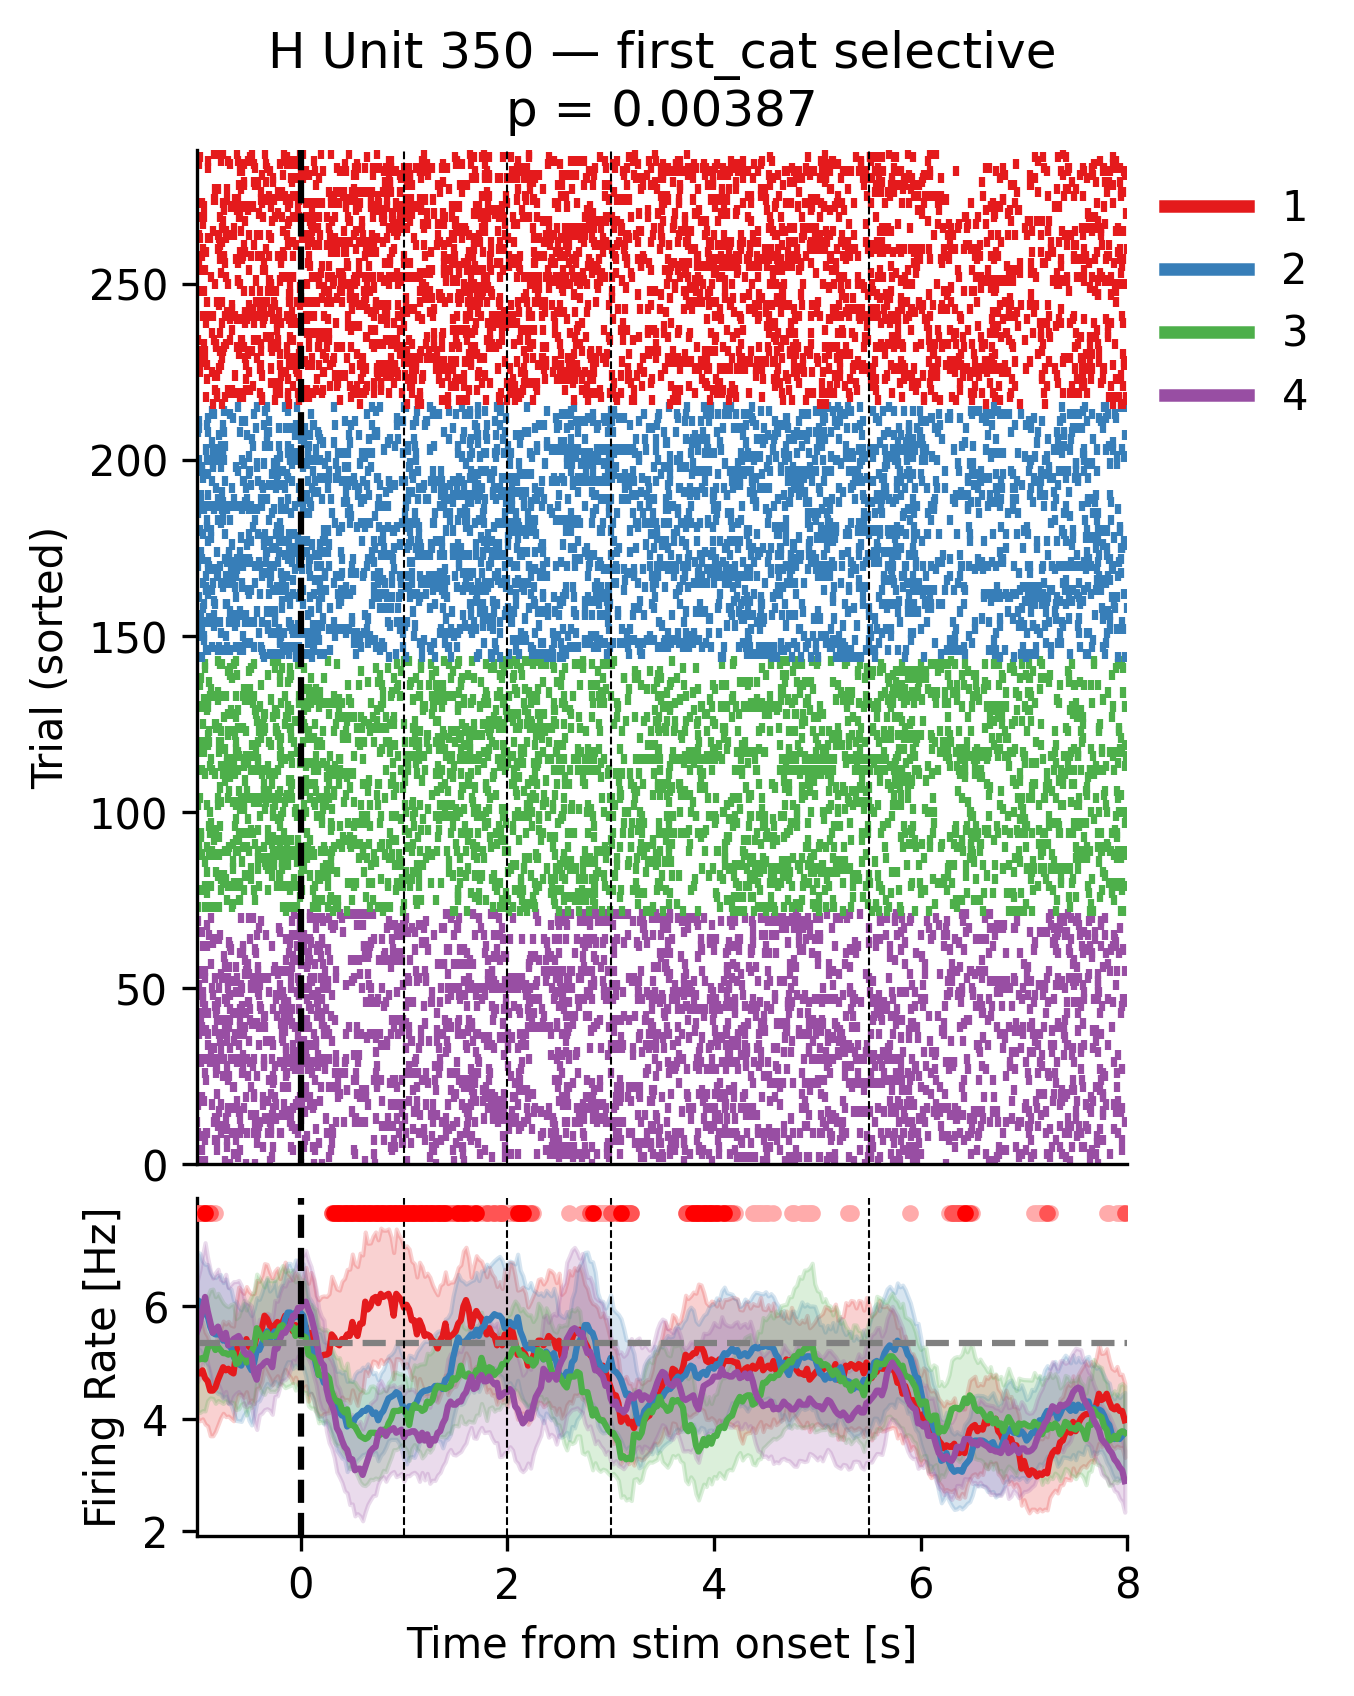 H Unit 350 — first_cat selective
p = 0.00387
1
2
3
4
Trial (sorted)
250
200
150
100
50
0
Firing Rate [Hz]
6
4
2
0 2 4 6 8
Time from stim onset [s]